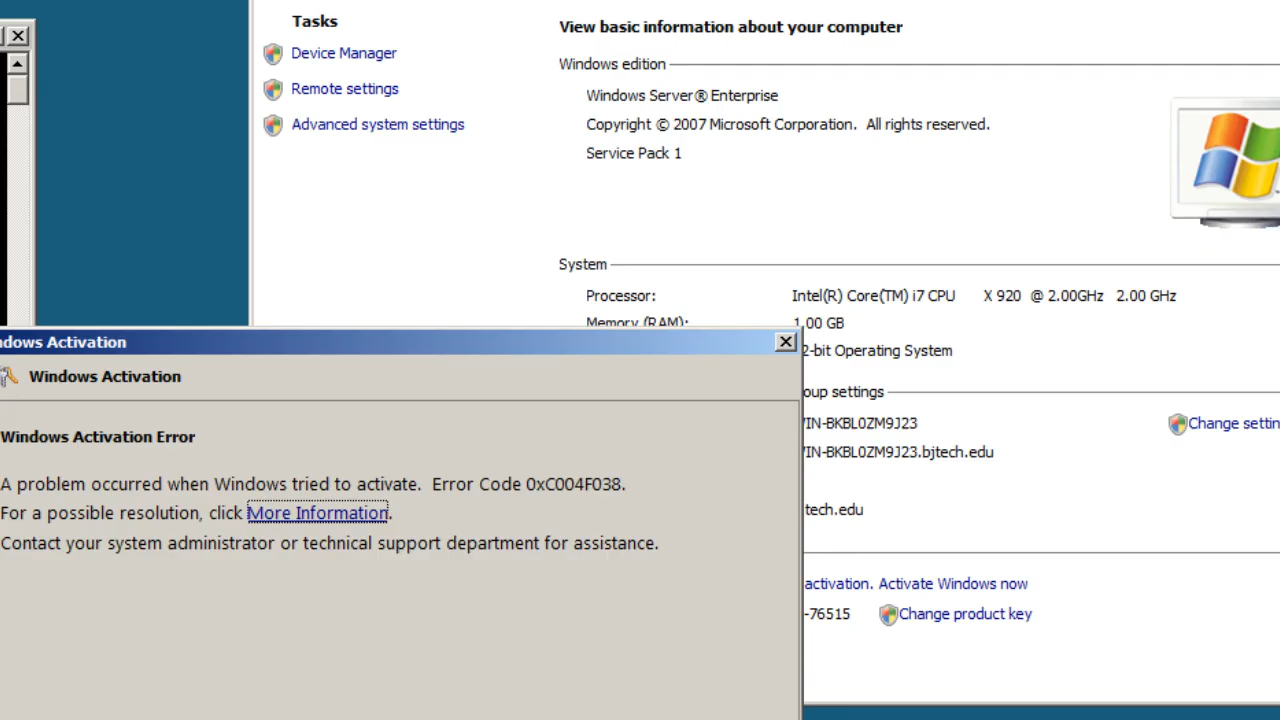 Tasks
Device Manager
Remote settings
Advanced system settings
View basic information about your computer
Windows edition
Windows Server® Enterprise
Copyright © 2007 Microsoft Corporation. All rights reserved.
Service Pack 1
System
Processor: Intel(R) Core(TM) i7 CPU X 920 @ 2.00GHz 2.00 GHz
Memory (RAM): 1.00 GB
2-bit Operating System
oup settings
IN-BKBL0ZM9J23
Change settin
IN-BKBL0ZM9J23.bjtech.edu
tech.edu
activation. Activate Windows now
-76515
Change product key
ndows Activation
Windows Activation
Windows Activation Error
A problem occurred when Windows tried to activate. Error Code 0xC004F038.
For a possible resolution, click More Information.
Contact your system administrator or technical support department for assistance.